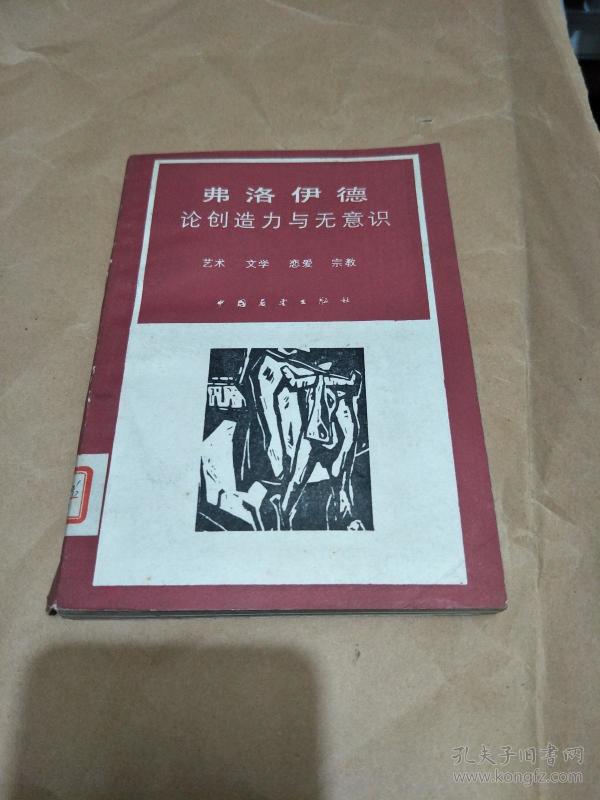 弗洛伊德
论创造力与无意识
艺术 文学 恋爱 宗教
中国展望出版社
孔夫子旧书网
www.kongfz.com